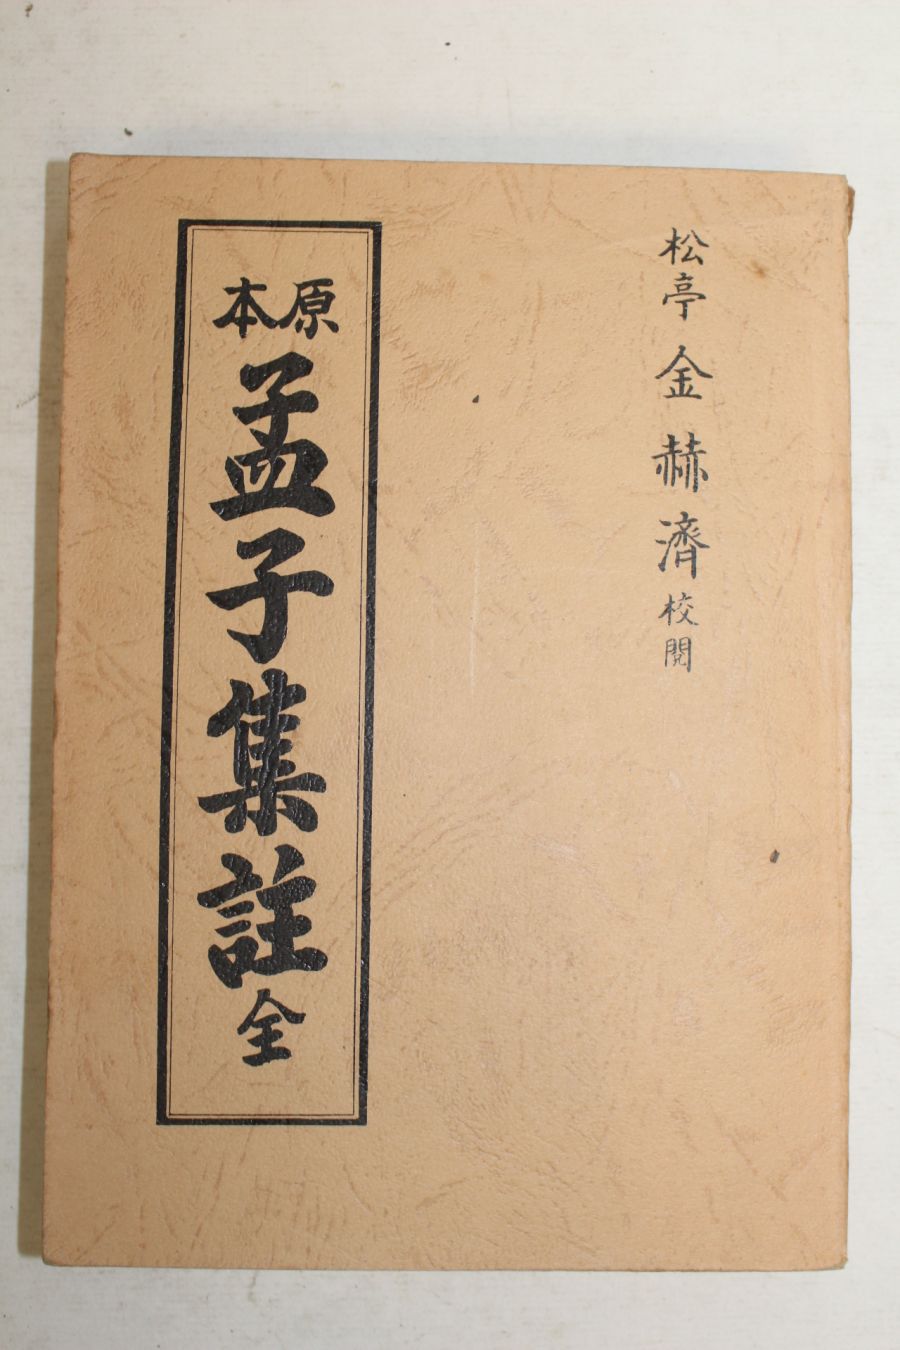 松亭 金赫濟 校閱
原本
孟子集註 全